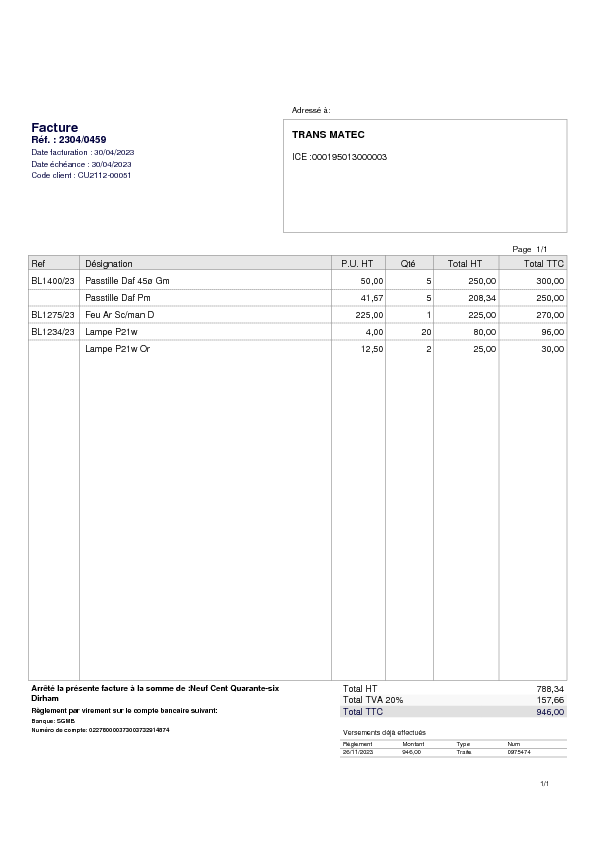 Adressé à:
Facture
Réf. : 2304/0459
Date facturation : 30/04/2023
Date échéance : 30/04/2023
Code client : CU2112-00051
TRANS MATEC
ICE :000195013000003
Page 1/1
Ref Désignation P.U. HT Qté Total HT Total TTC
BL1400/23 Passtille Daf 45ø Gm 50,00 5 250,00 300,00
Passtille Daf Pm 41,67 5 208,34 250,00
BL1275/23 Feu Ar Sc/man D 225,00 1 225,00 270,00
BL1234/23 Lampe P21w 4,00 20 80,00 96,00
Lampe P21w Or 12,50 2 25,00 30,00
Arrêté la présente facture à la somme de :Neuf Cent Quarante-six
Dirham
Règlement par virement sur le compte bancaire suivant:
Banque: SGMB
Numéro de compte:
Total HT 788,34
Total TVA 20% 157,66
Total TTC 946,00
Versements déjà effectués
Règlement Montant Type Num
26/11/2023 946,00 Traite 0975474
1/1